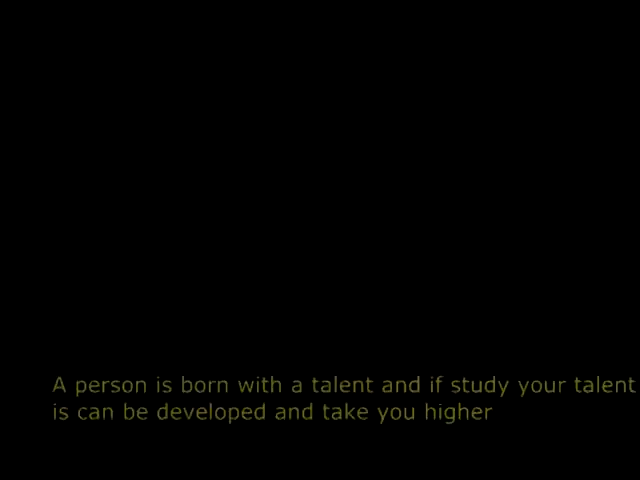 A person is born with a talent and if study your talent
is can be developed and take you higher